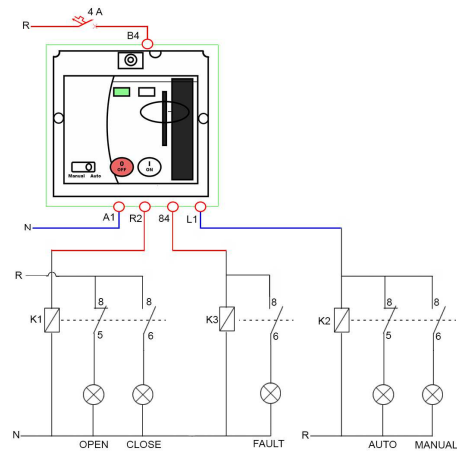 4 A
R
B4
O
OFF
I
ON
Manual Auto
A1 R2 84 L1
N
R
8 8 8 8 8
K1 K3 K2
5 6 6 5 6
N R
OPEN CLOSE FAULT AUTO MANUAL